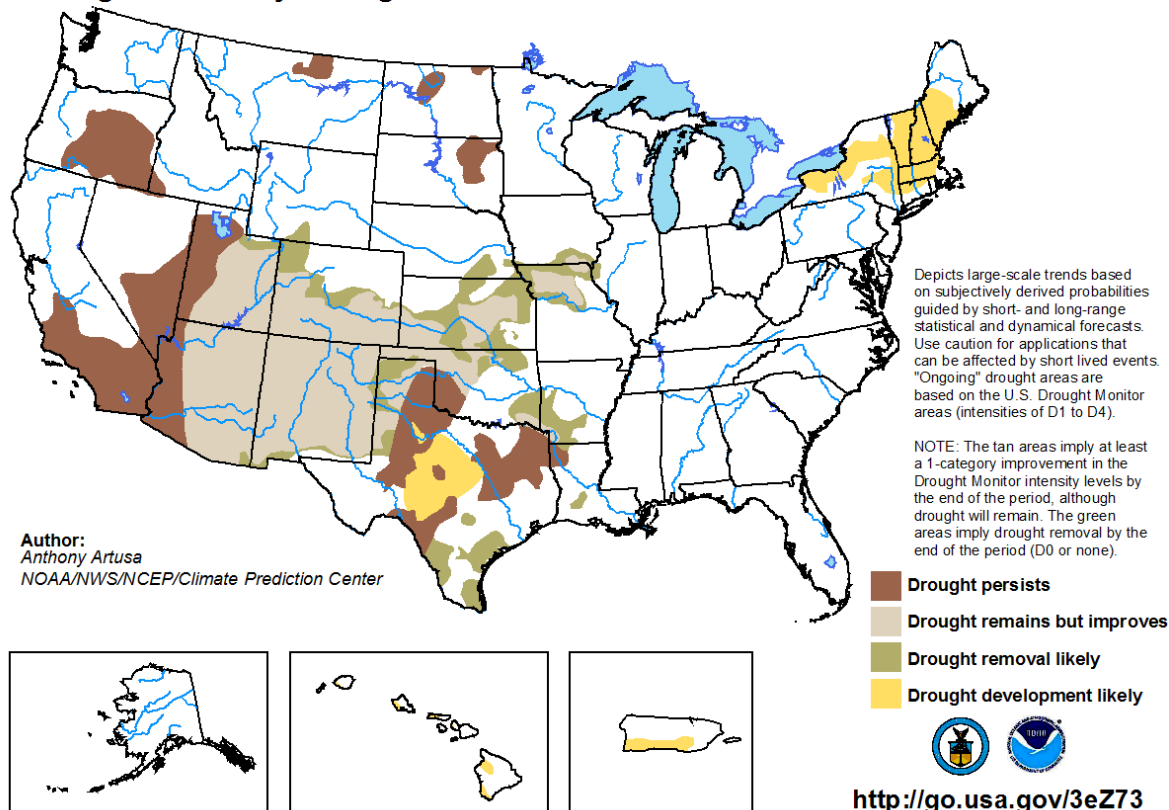 Depicts large-scale trends based
on subjectively derived probabilities
guided by short- and long-range
statistical and dynamical forecasts.
Use caution for applications that
can be affected by short lived events.
"Ongoing" drought areas are
based on the U.S. Drought Monitor
areas (intensities of D1 to D4).
NOTE: The tan areas imply at least
a 1-category improvement in the
Drought Monitor intensity levels by
the end of the period, although
drought will remain. The green
areas imply drought removal by the
end of the period (D0 or none).
Author:
Anthony Artusa
NOAA/NWS/NCEP/Climate Prediction Center
Drought persists
Drought remains but improves
Drought removal likely
Drought development likely
http://go.usa.gov/3eZ73